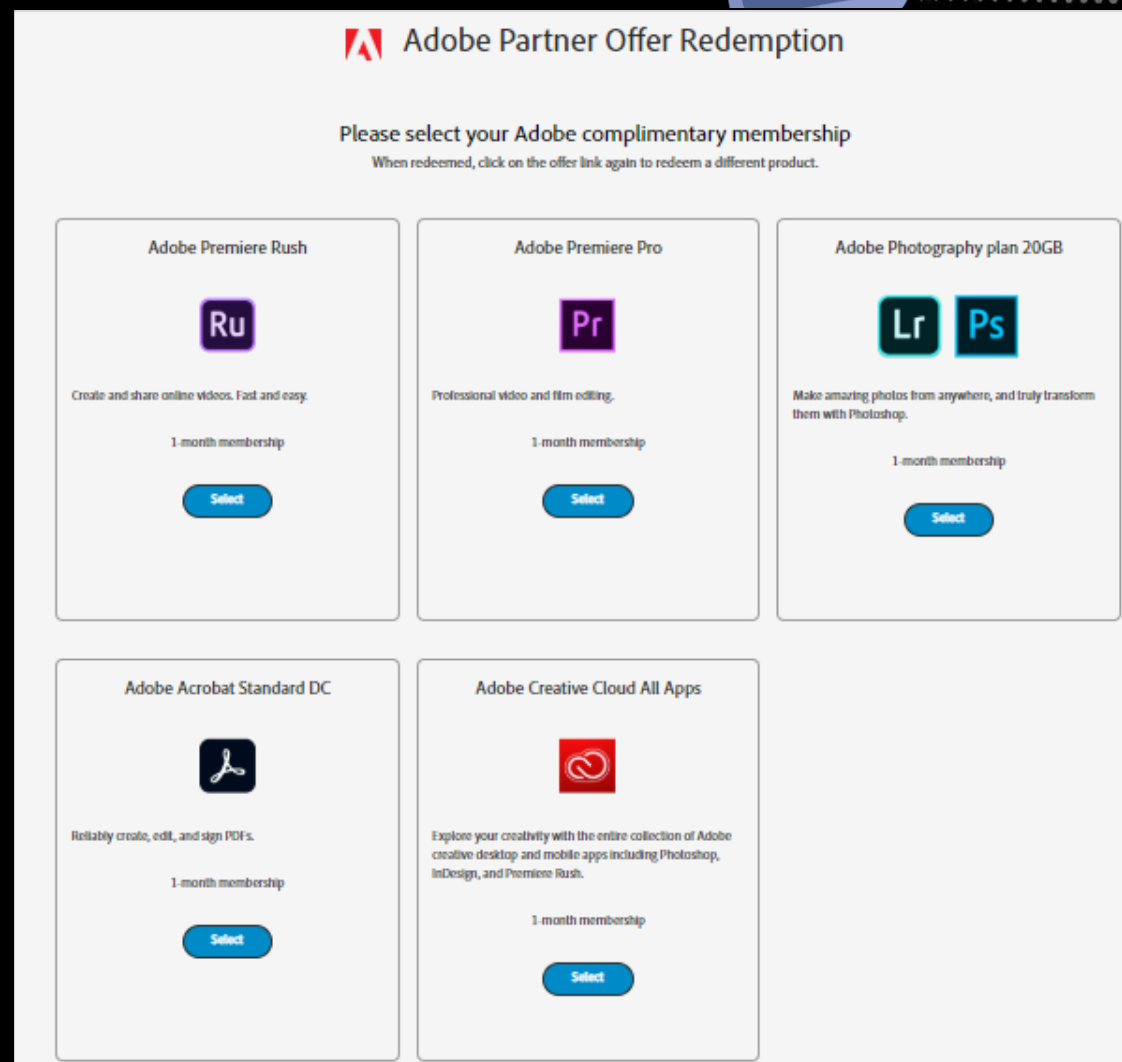 Adobe Partner Offer Redemption
Please select your Adobe complimentary membership
When redeemed, click on the offer link again to redeem a different product.
Adobe Premiere Rush
Ru
Create and share online videos. Fast and easy.
1-month membership
Select
Adobe Premiere Pro
Pr
Professional video and film editing.
1-month membership
Select
Adobe Photography plan 20GB
Lr Ps
Make amazing photos from anywhere, and truly transform
them with Photoshop.
1-month membership
Select
Adobe Acrobat Standard DC
Reliably create, edit, and sign PDFs.
1-month membership
Select
Adobe Creative Cloud All Apps
Explore your creativity with the entire collection of Adobe
creative desktop and mobile apps including Photoshop,
InDesign, and Premiere Rush.
1-month membership
Select